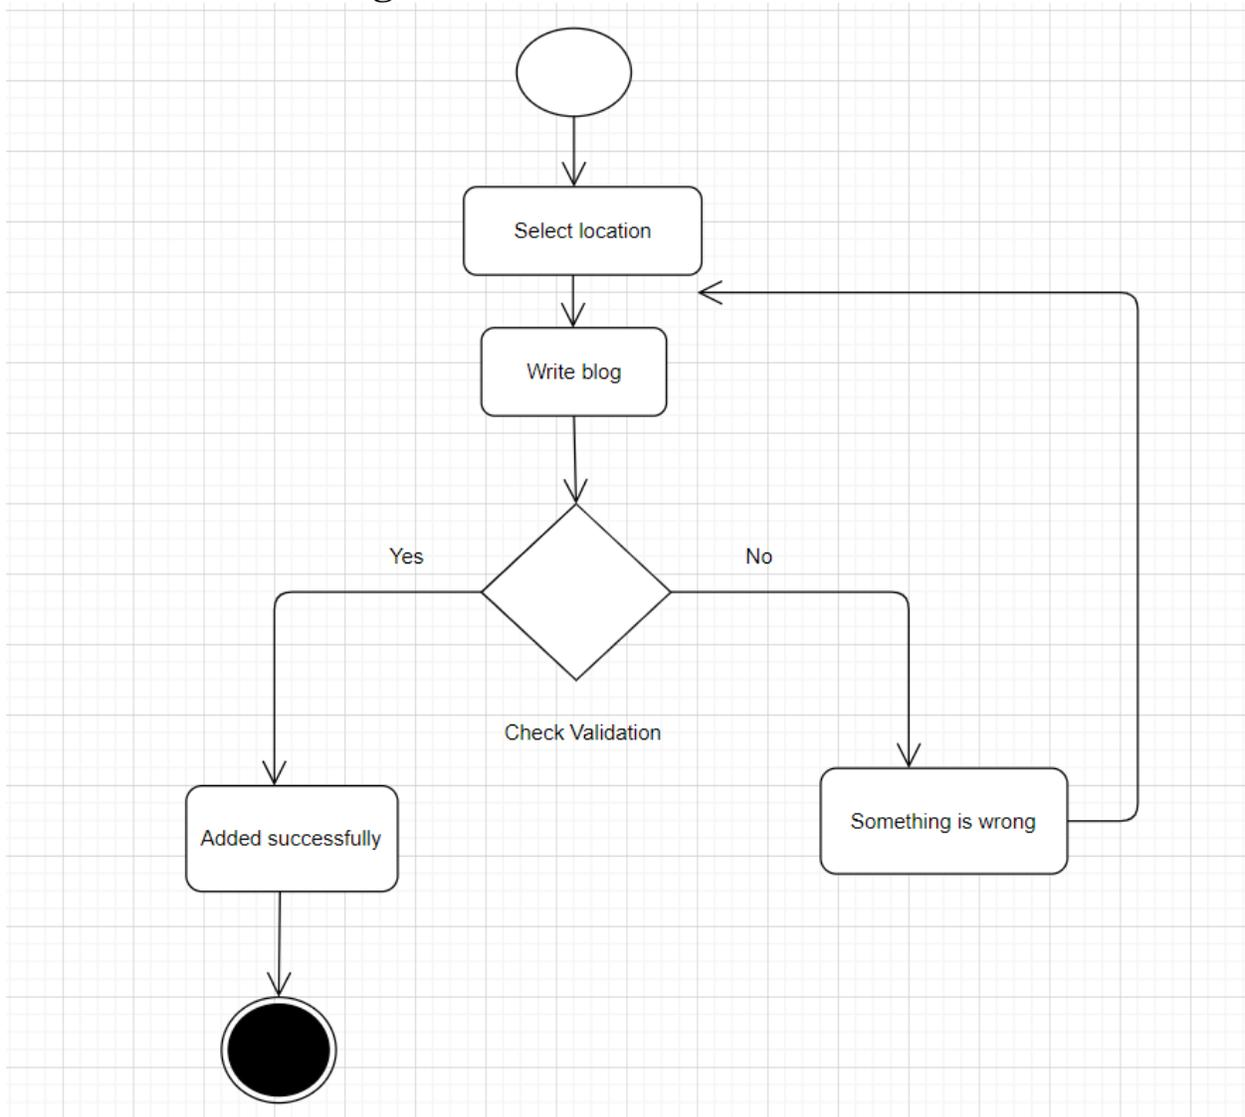 Select location
Write blog
Yes
No
Check Validation
Something is wrong
Added successfully